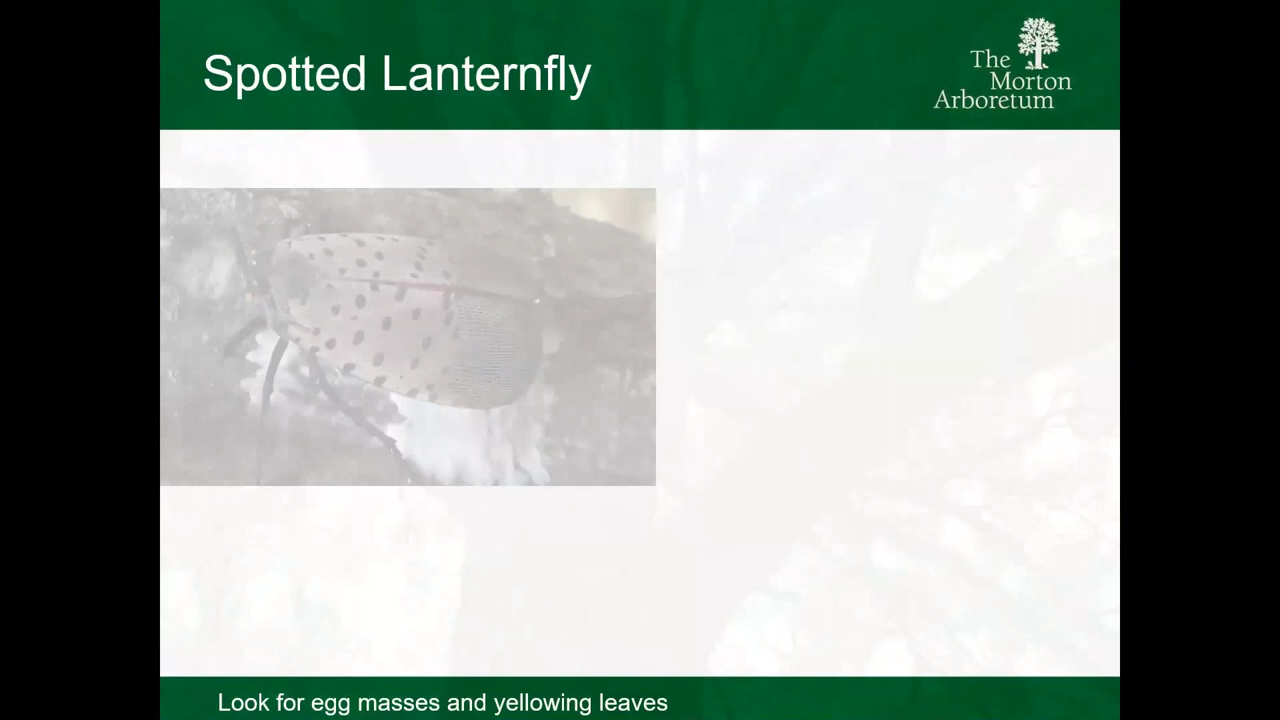 Spotted Lanternfly
The
Morton
Arboretum
Look for egg masses and yellowing leaves